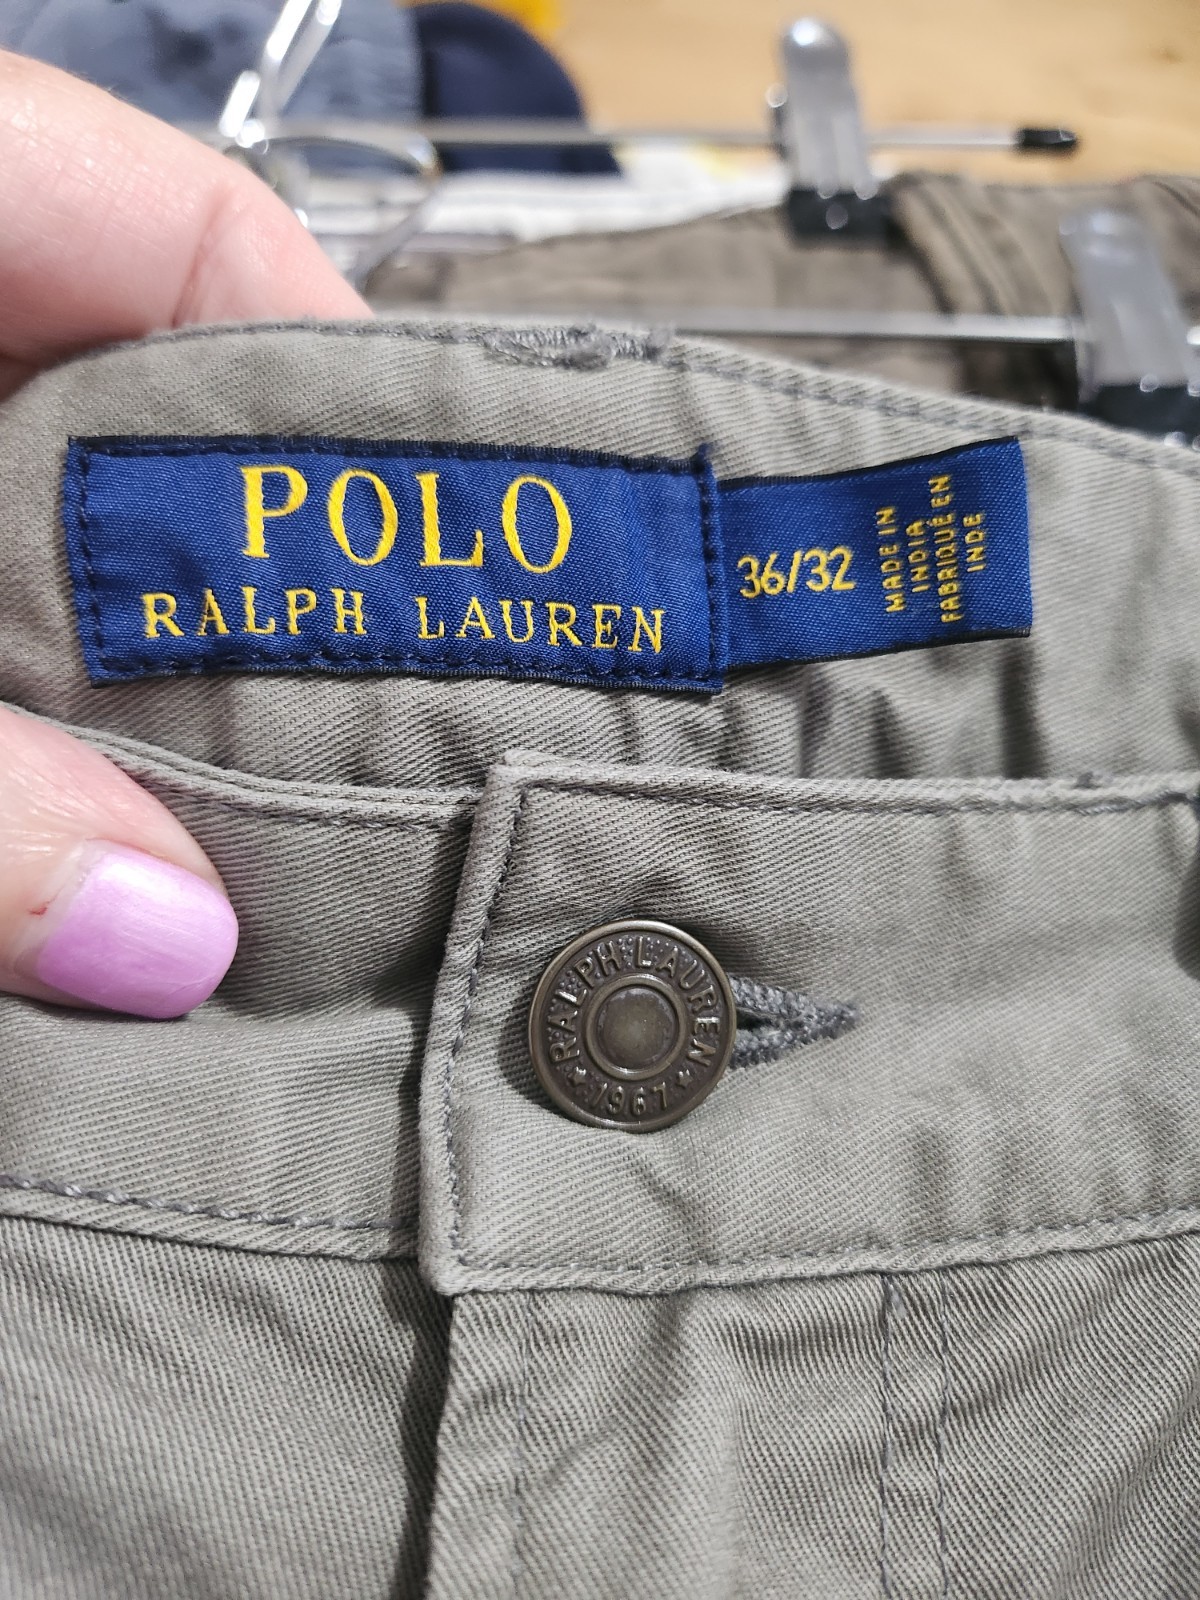 POLO
RALPH LAUREN
36/32
MADE IN
INDIA
FABRIQUÉ EN
INDE
RALPH LAUREN
1967